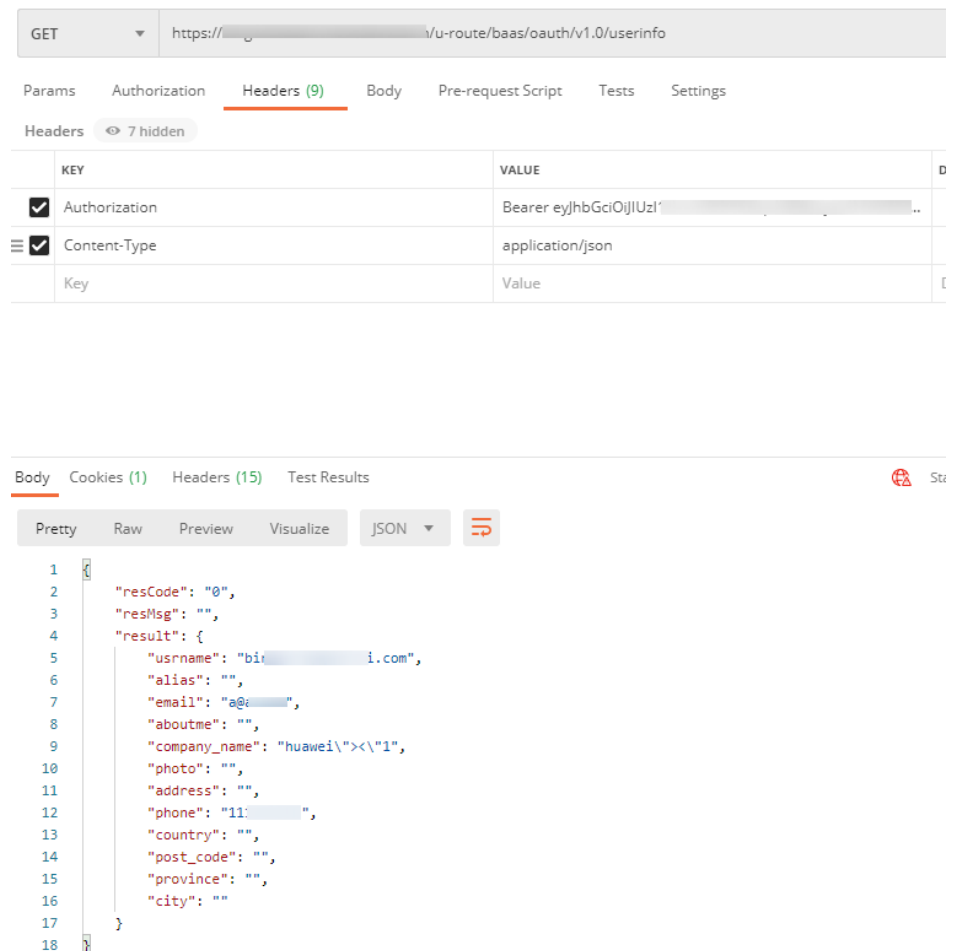 GET https:// /u-route/baas/oauth/v1.0/userinfo
Params Authorization Headers (9) Body Pre-request Script Tests Settings
Headers 7 hidden
KEY VALUE
Authorization Bearer eyJhbGciOiJIUzI1 ...
Content-Type application/json
Key Value
Body Cookies (1) Headers (15) Test Results
Pretty Raw Preview Visualize JSON
1 {
2 "resCode": "0",
3 "resMsg": "",
4 "result": {
5 "usrname": "bi i.com",
6 "alias": "",
7 "email": "a@a ",
8 "aboutme": "",
9 "company_name": "huawei\"><\"1",
10 "photo": "",
11 "address": "",
12 "phone": "11 ",
13 "country": "",
14 "post_code": "",
15 "province": "",
16 "city": ""
17 }
18 }